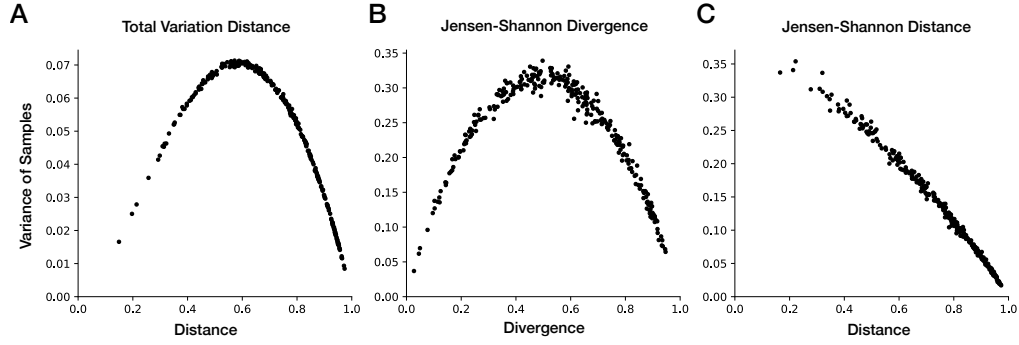 A
Total Variation Distance
Variance of Samples
0.07
0.06
0.05
0.04
0.03
0.02
0.01
0.00
0.0 0.2 0.4 0.6 0.8 1.0
Distance
B
Jensen-Shannon Divergence
0.35
0.30
0.25
0.20
0.15
0.10
0.05
0.00
0.0 0.2 0.4 0.6 0.8 1.0
Divergence
C
Jensen-Shannon Distance
0.35
0.30
0.25
0.20
0.15
0.10
0.05
0.00
0.0 0.2 0.4 0.6 0.8 1.0
Distance